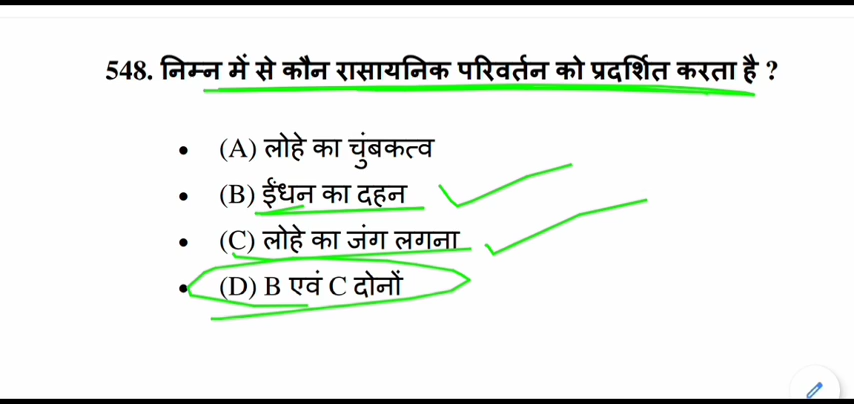 548. निम्न में से कौन रासायनिक परिवर्तन को प्रदर्शित करता है ?
• (A) लोहे का चुंबकत्व
• (B) ईंधन का दहन
• (C) लोहे का जंग लगना
• (D) B एवं C दोनों